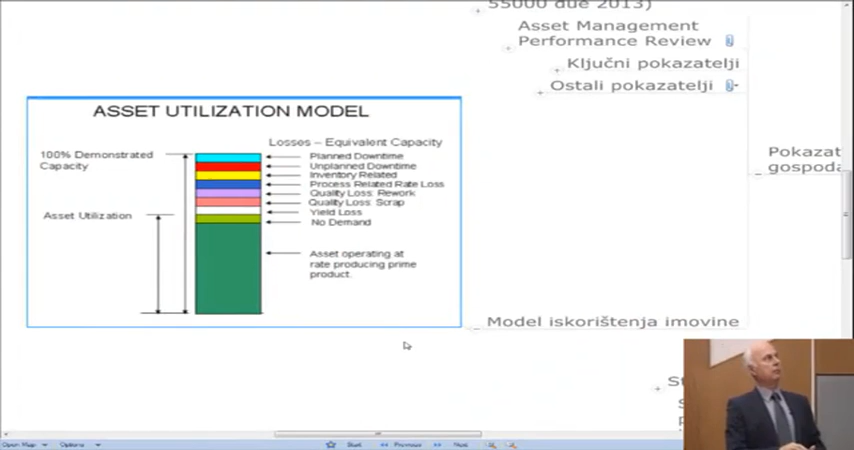 55000 due 2013)
Asset Management
Performance Review
Ključni pokazatelji
Ostali pokazatelji
ASSET UTILIZATION MODEL
Losses – Equivalent Capacity
100% Demonstrated
Capacity
Planned Downtime
Unplanned Downtime
Inventory Related
Process Related Rate Loss
Quality Loss: Rework
Quality Loss: Scrap
Yield Loss
No Demand
Asset Utilization
Asset operating at
rate producing prime
product.
Pokazat
gospoda
Model iskorištenja imovine
Open Map
Options
Start
Previous
Next